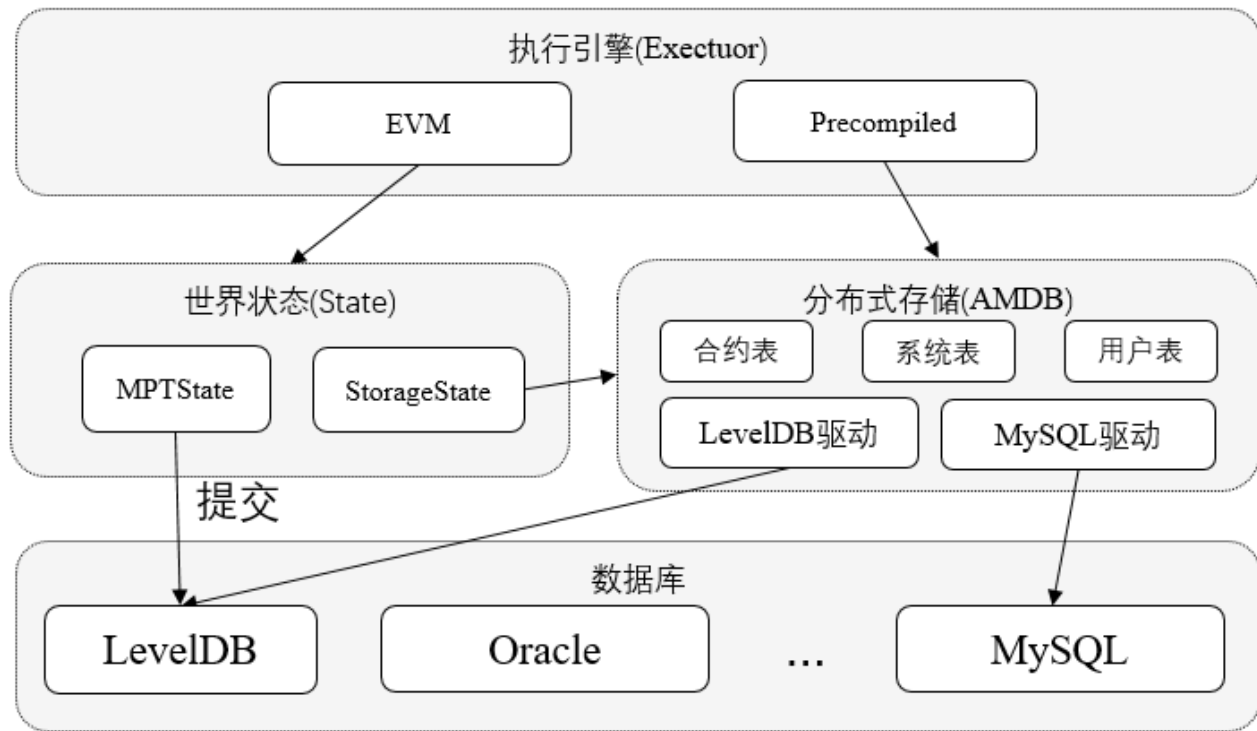 执行引擎(Exectuor)
EVM
Precompiled
世界状态(State)
MPTState
StorageState
分布式存储(AMDB)
合约表
系统表
用户表
LevelDB驱动
MySQL驱动
提交
数据库
LevelDB
Oracle
...
MySQL